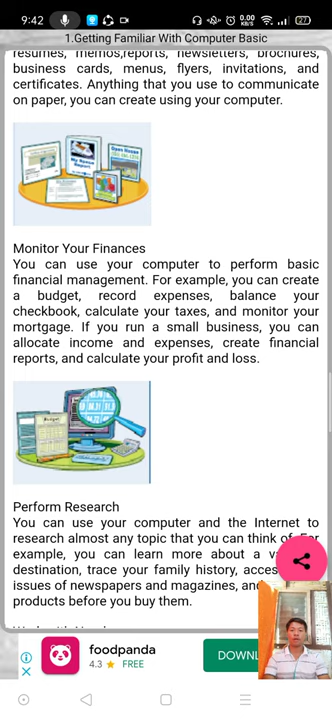 9:42
0.00 KB/S
27
1.Getting Familiar With Computer Basic
resumes, memos,reports, newsletters, brochures,
business cards, menus, flyers, invitations, and
certificates. Anything that you use to communicate
on paper, you can create using your computer.
Monitor Your Finances
You can use your computer to perform basic
financial management. For example, you can create
a budget, record expenses, balance your
checkbook, calculate your taxes, and monitor your
mortgage. If you run a small business, you can
allocate income and expenses, create financial
reports, and calculate your profit and loss.
Perform Research
You can use your computer and the Internet to
research almost any topic that you can think of. For
example, you can learn more about a
destination, trace your family history,
issues of newspapers and magazines,
products before you buy them.
foodpanda
4.3 ★ FREE